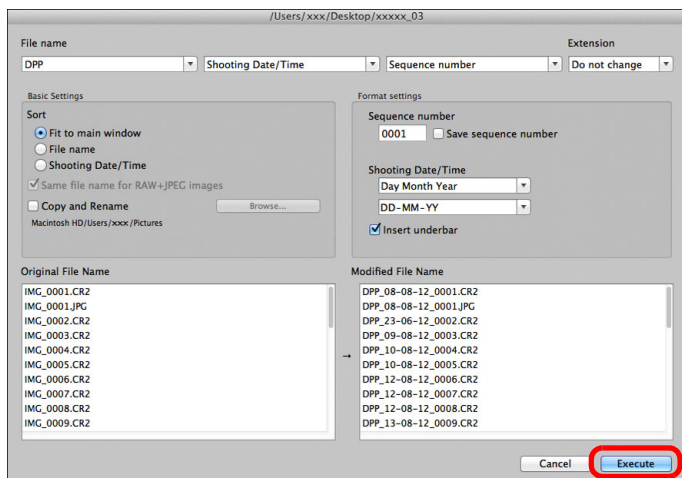 /Users/xxx/Desktop/xxxxx_03
File name
Extension
DPP
Shooting Date/Time
Sequence number
Do not change
Basic Settings
Sort
Fit to main window
File name
Shooting Date/Time
Same file name for RAW+JPEG images
Copy and Rename
Browse...
Macintosh HD/Users/xxx/Pictures
Format settings
Sequence number
0001
Save sequence number
Shooting Date/Time
Day Month Year
DD-MM-YY
Insert underbar
Original File Name
IMG_0001.CR2
IMG_0001.JPG
IMG_0002.CR2
IMG_0003.CR2
IMG_0004.CR2
IMG_0005.CR2
IMG_0006.CR2
IMG_0007.CR2
IMG_0008.CR2
IMG_0009.CR2
→
Modified File Name
DPP_08-08-12_0001.CR2
DPP_08-08-12_0001.JPG
DPP_23-06-12_0002.CR2
DPP_09-08-12_0003.CR2
DPP_10-08-12_0004.CR2
DPP_10-08-12_0005.CR2
DPP_12-08-12_0006.CR2
DPP_12-08-12_0007.CR2
DPP_12-08-12_0008.CR2
DPP_13-08-12_0009.CR2
Cancel
Execute